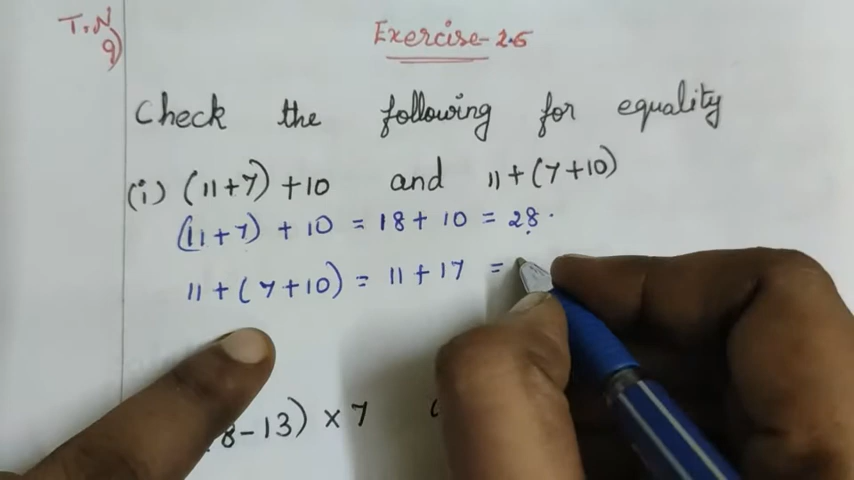 T.N
Exercise-2.5
9)
Check the following for equality
(i) (11+7)+10 and 11+(7+10)
(11+7) + 10 = 18+ 10 = 28.
11 + (7+10) = 11 + 17 =
8-13) × 7 (